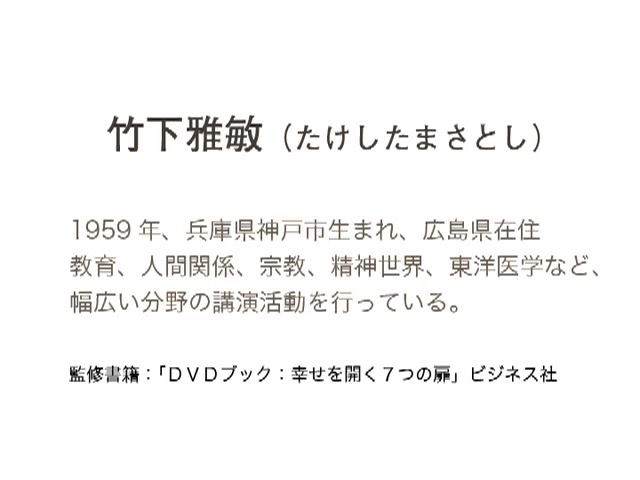 竹下雅敏（たけしたまさとし）
1959 年、兵庫県神戸市生まれ、広島県在住
教育、人間関係、宗教、精神世界、東洋医学など、
幅広い分野の講演活動を行っている。
監修書籍：「ＤＶＤブック：幸せを開く７つの扉」ビジネス社